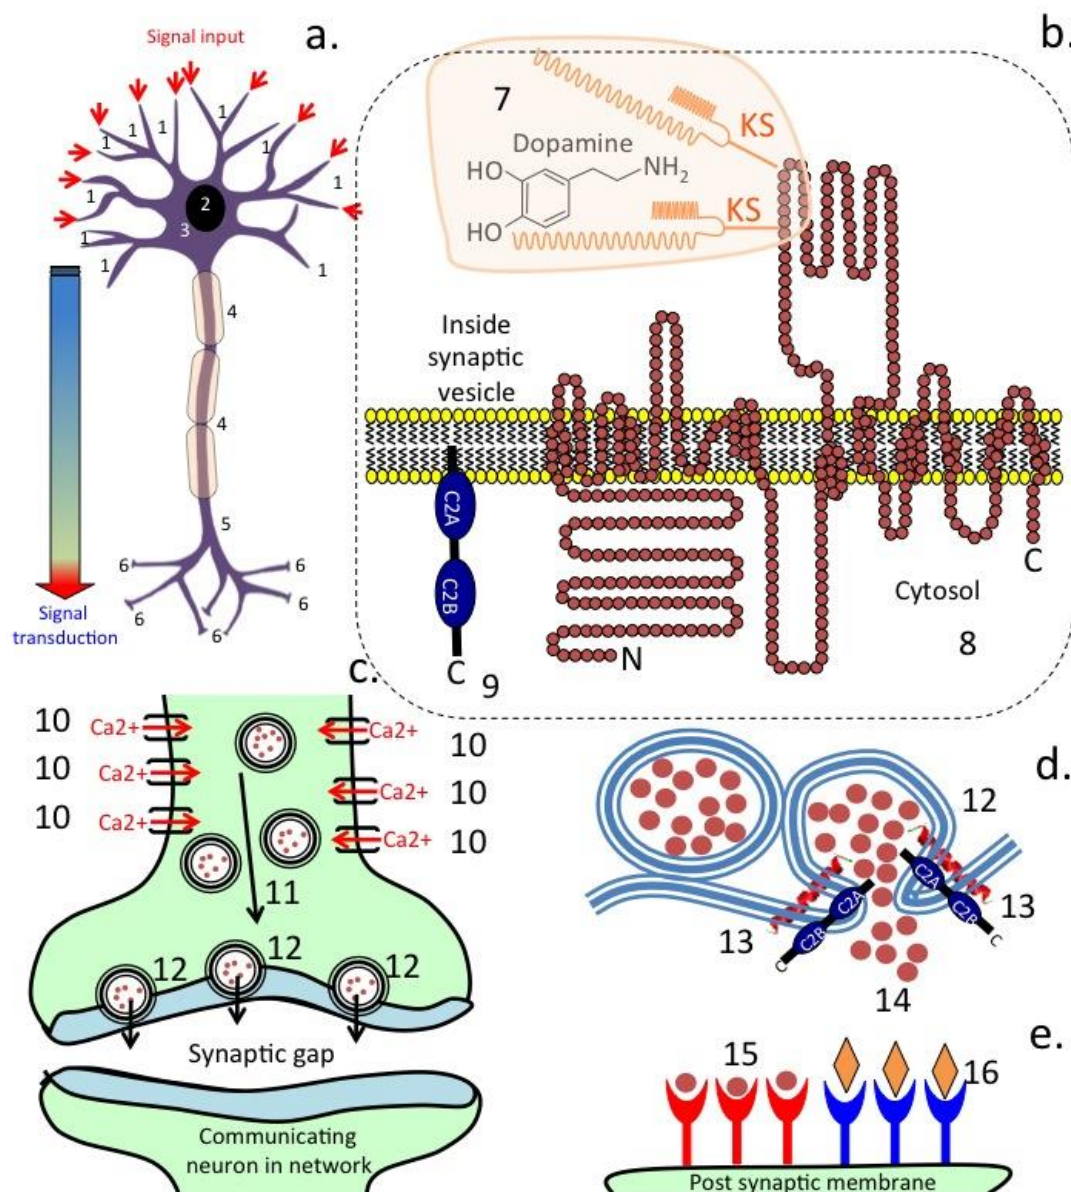 a.
Signal input
1
1
1
1
1
1
1
1
1
1
2
3
4
4
5
6
6
6
6
6
Signal
transduction
b.
7
KS
Dopamine
HO
NH2
HO
KS
Inside
synaptic
vesicle
C2A
C2B
C
9
N
C
Cytosol
8
c.
10
Ca2+
Ca2+
10
10
Ca2+
Ca2+
10
10
Ca2+
Ca2+
10
11
12
12
12
Synaptic gap
Communicating
neuron in network
d.
12
C2A
C2B
C
13
C2A
C2B
C
13
14
e.
15
16
Post synaptic membrane